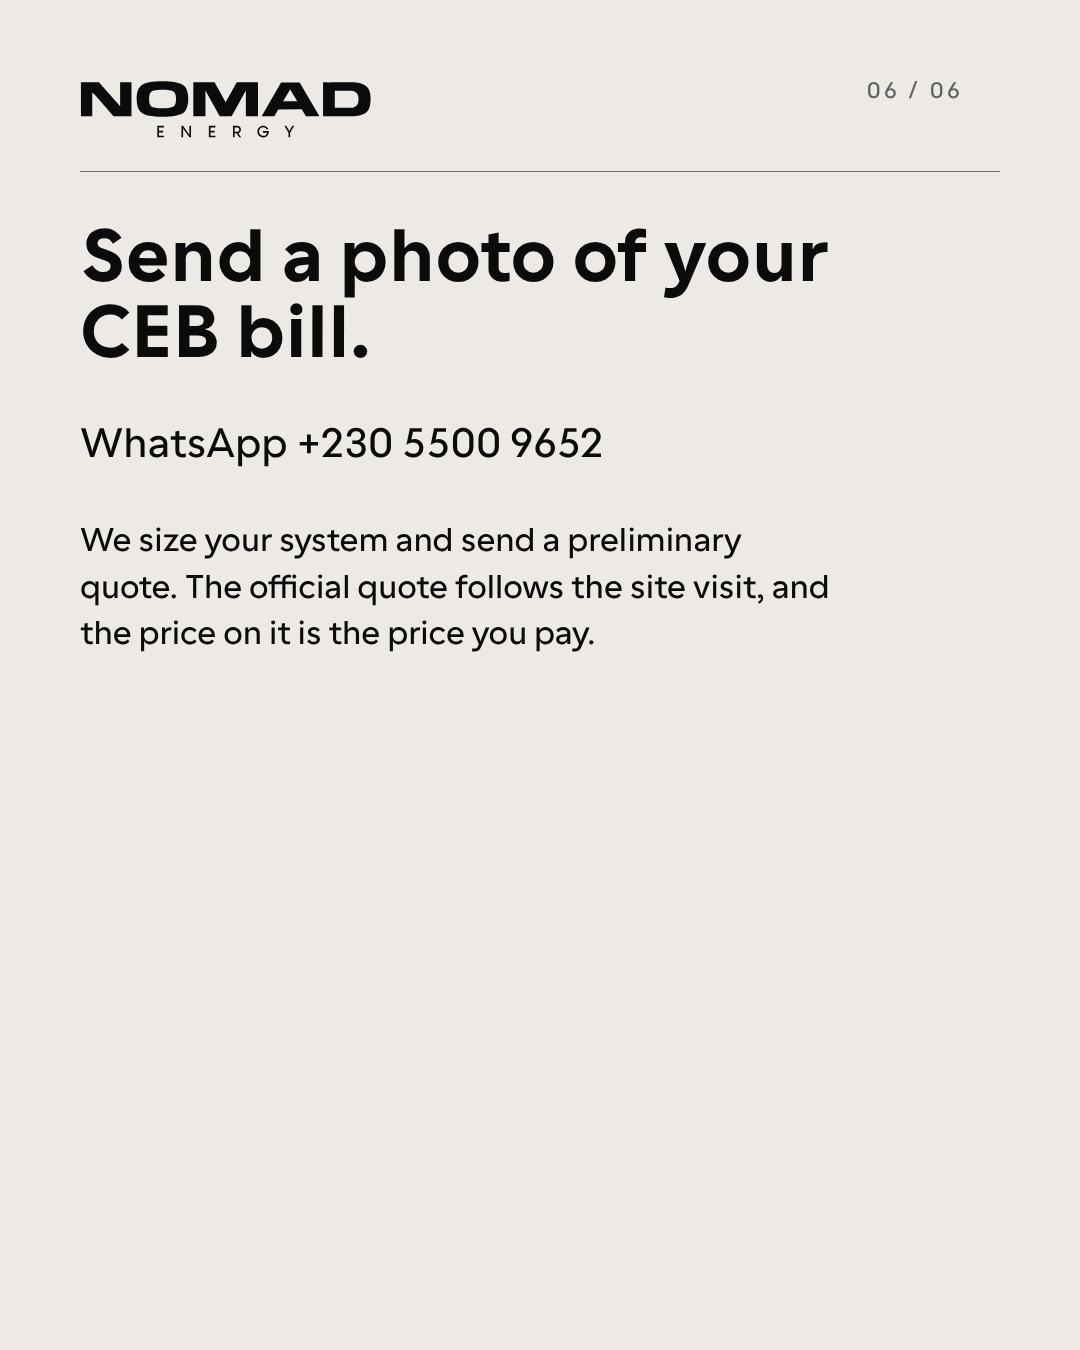 NOMAD
ENERGY
06 / 06
Send a photo of your
CEB bill.
WhatsApp +230 5500 9652
We size your system and send a preliminary
quote. The official quote follows the site visit, and
the price on it is the price you pay.